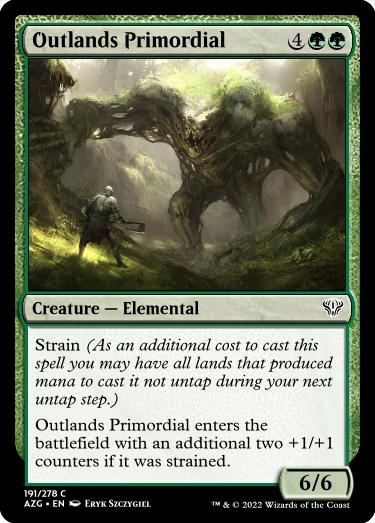 Outlands Primordial 4
Creature — Elemental
Strain (As an additional cost to cast this
spell you may have all lands that produced
mana to cast it not untap during your next
untap step.)
Outlands Primordial enters the
battlefield with an additional two +1/+1
counters if it was strained.
6/6
191/278 C
AZG • EN ERYK SZCZYGIEL
™ & © 2022 Wizards of the Coast